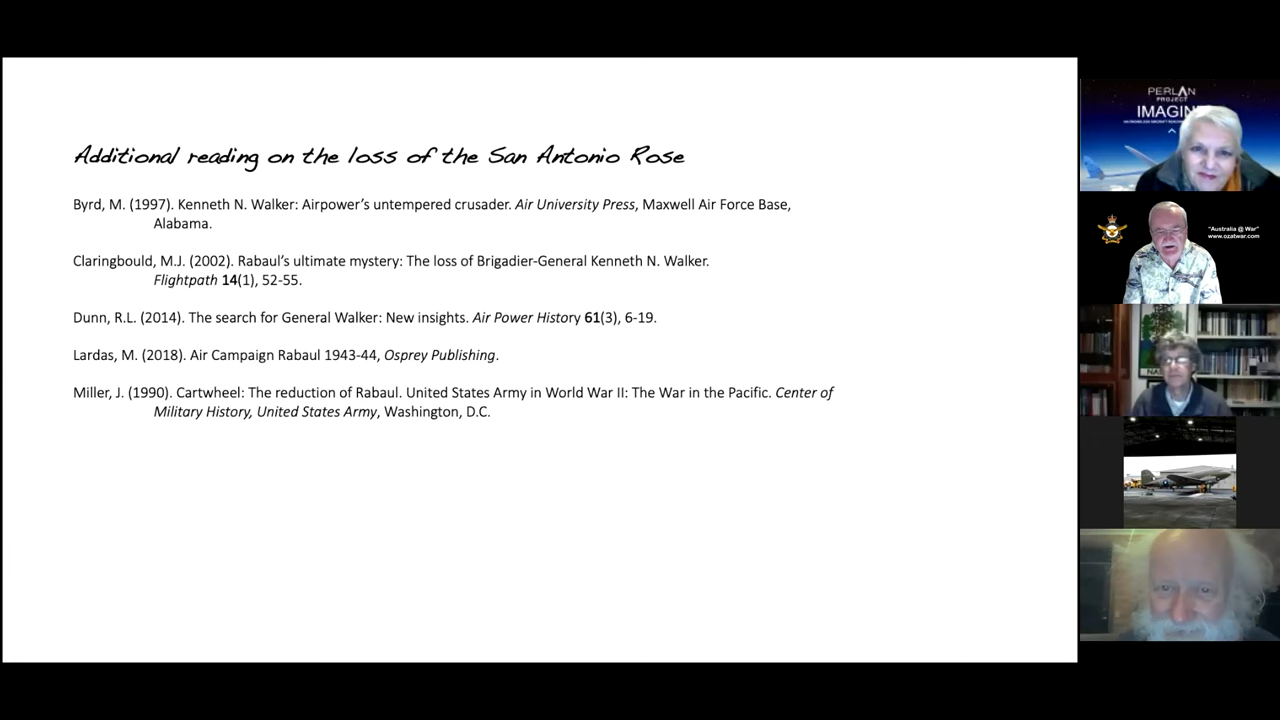 Additional reading on the loss of the San Antonio Rose
Byrd, M. (1997). Kenneth N. Walker: Airpower's untempered crusader. Air University Press, Maxwell Air Force Base,
Alabama.
Claringbould, M.J. (2002). Rabaul's ultimate mystery: The loss of Brigadier-General Kenneth N. Walker.
Flightpath 14(1), 52-55.
Dunn, R.L. (2014). The search for General Walker: New insights. Air Power History 61(3), 6-19.
Lardas, M. (2018). Air Campaign Rabaul 1943-44, Osprey Publishing.
Miller, J. (1990). Cartwheel: The reduction of Rabaul. United States Army in World War II: The War in the Pacific. Center of
Military History, United States Army, Washington, D.C.
PERLAN
PROJECT
IMAGIN
"Australia @ War"
www.ozatwar.com